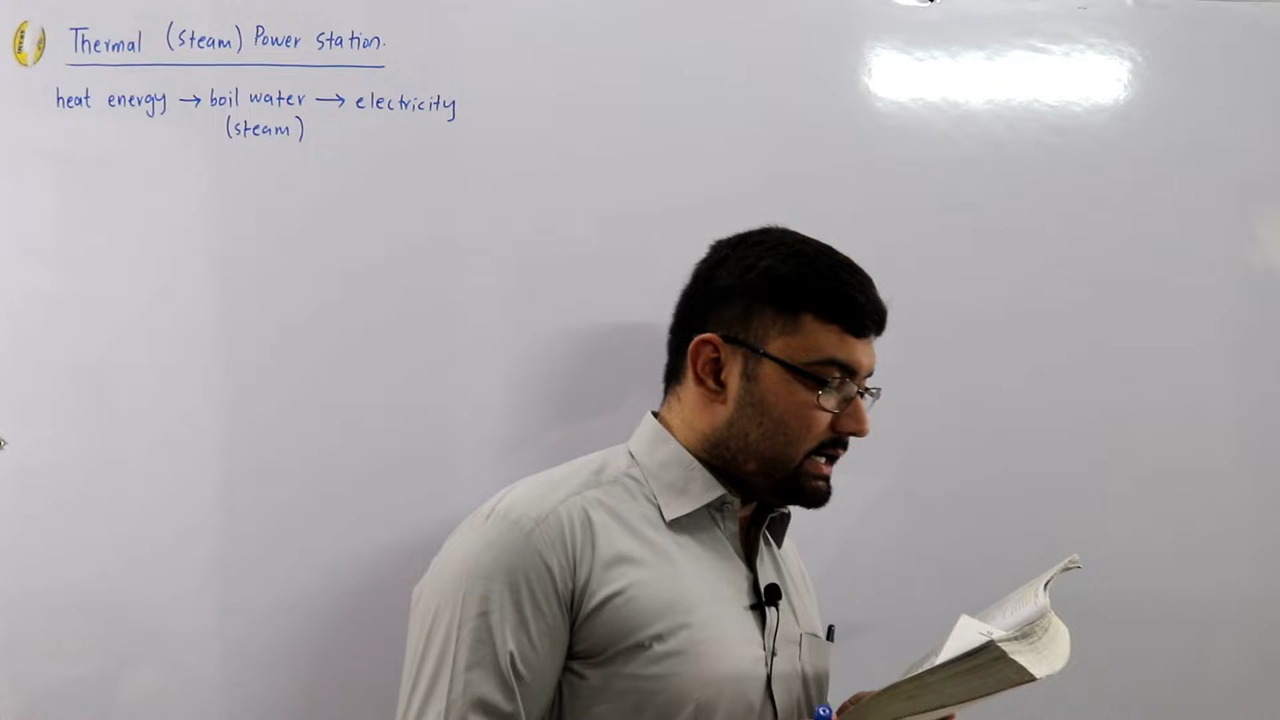 Thermal (Steam) Power Station.
heat energy → boil water → electricity
(steam)